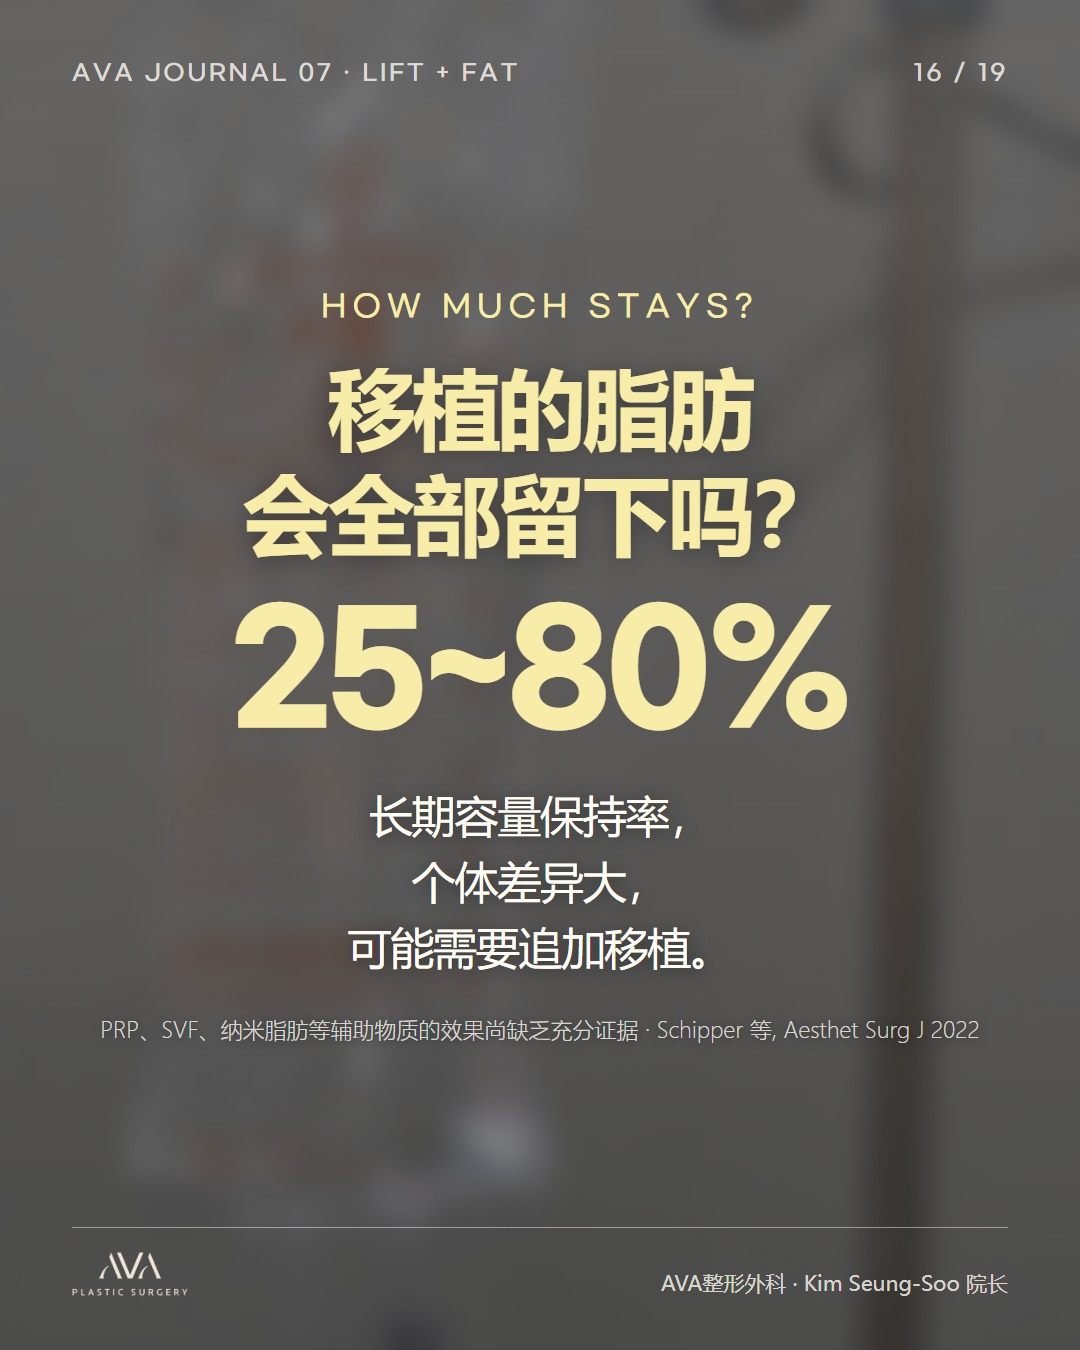 AVA JOURNAL 07 · LIFT + FAT
16 / 19
HOW MUCH STAYS?
移植的脂肪
会全部留下吗？
25~80%
长期容量保持率，
个体差异大，
可能需要追加移植。
PRP、SVF、纳米脂肪等辅助物质的效果尚缺乏充分证据 · Schipper 等, Aesthet Surg J 2022
AVA
PLASTIC SURGERY
AVA整形外科 · Kim Seung-Soo 院长